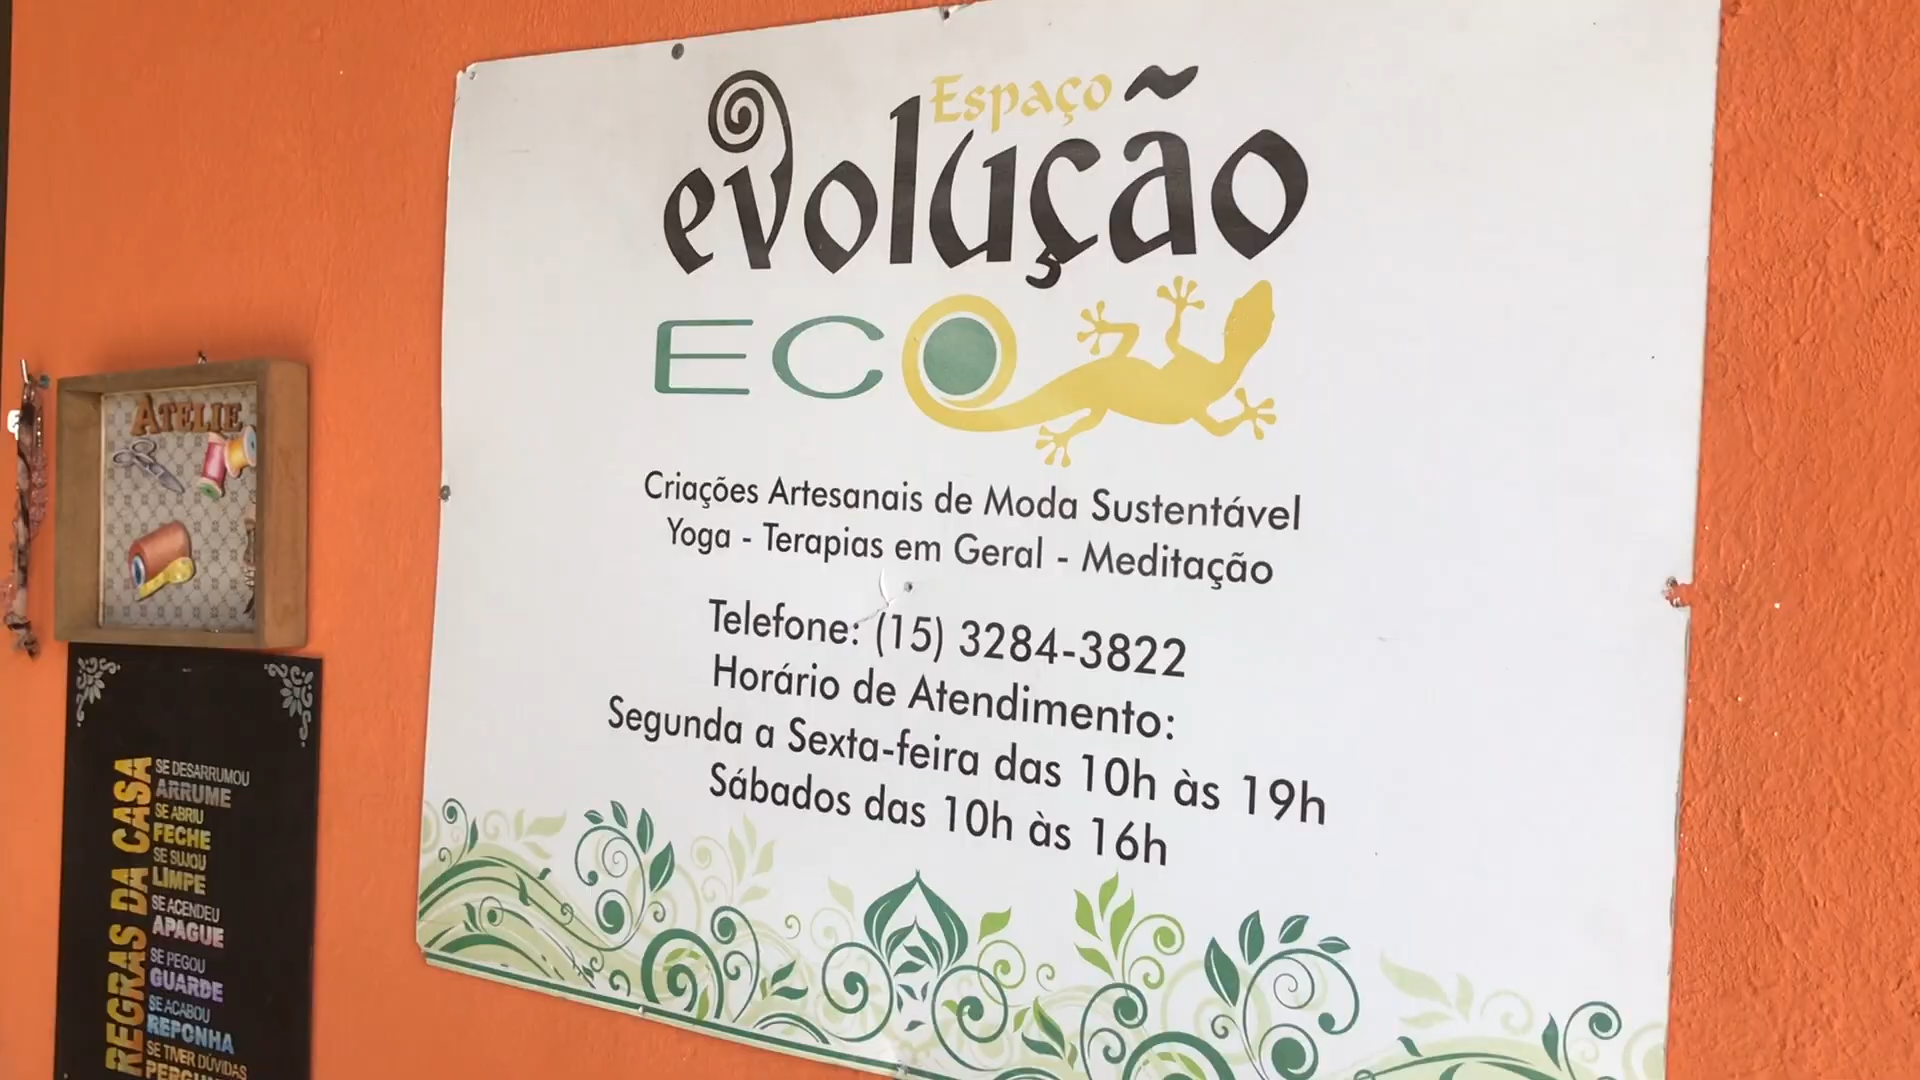 Espaço
evolução
ECO
Criações Artesanais de Moda Sustentável
Yoga - Terapias em Geral - Meditação
Telefone: (15) 3284-3822
Horário de Atendimento:
Segunda a Sexta-feira das 10h às 19h
Sábados das 10h às 16h
ATELIE
REGRAS DA CASA
SE DESARRUMOU
ARRUME
SE ABRIU
FECHE
SE SUJOU
LIMPE
SE ACENDEU
APAGUE
SE PEGOU
GUARDE
SE ACABOU
REPONHA
SE TIVER DÚVIDAS